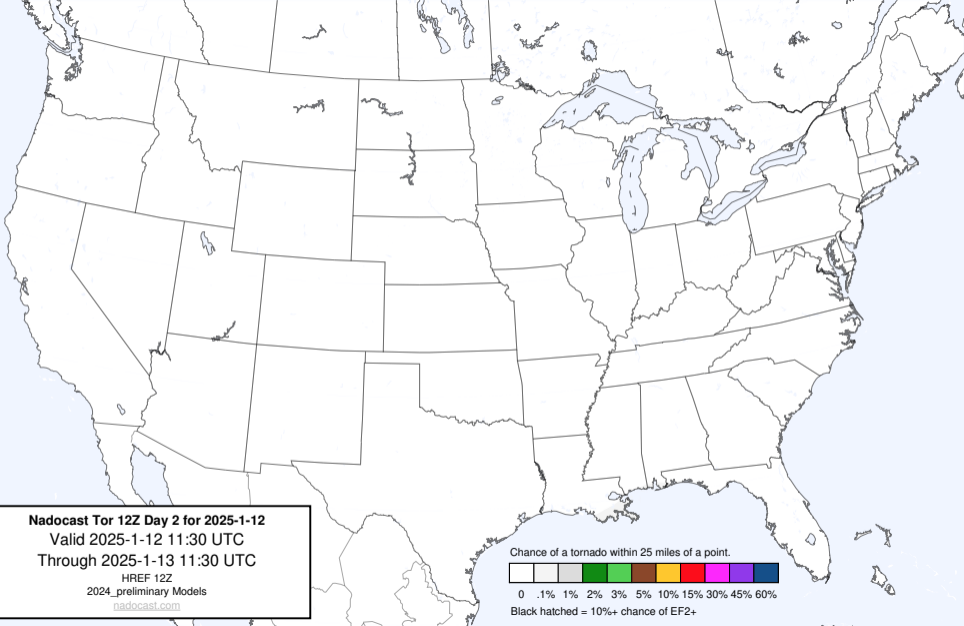 Nadocast Tor 12Z Day 2 for 2025-1-12
Valid 2025-1-12 11:30 UTC
Through 2025-1-13 11:30 UTC
HREF 12Z
2024_preliminary Models
nadocast.com
Chance of a tornado within 25 miles of a point.
0 .1% 1% 2% 3% 5% 10% 15% 30% 45% 60%
Black hatched = 10%+ chance of EF2+